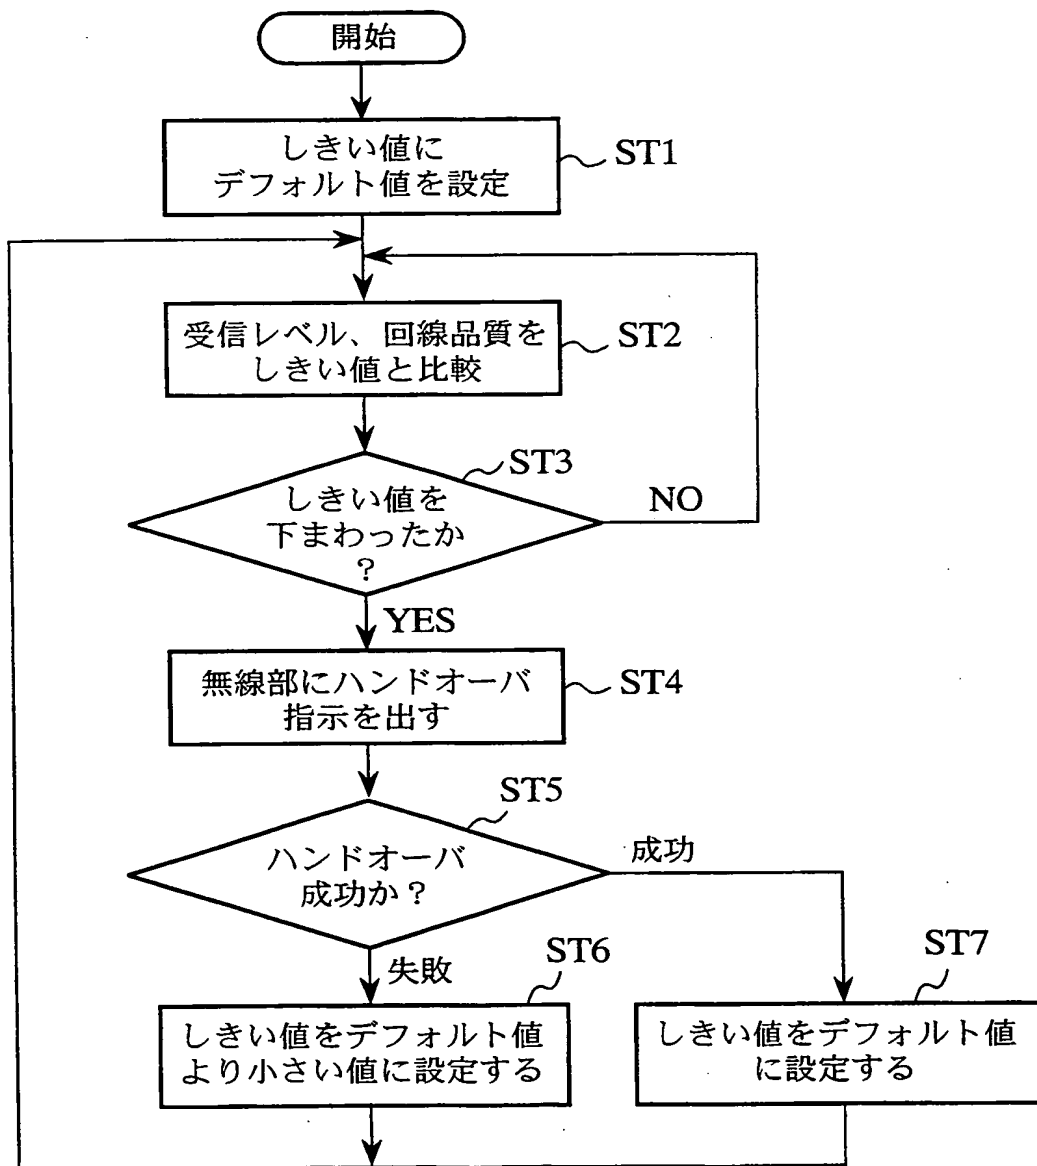 開始
しきい値に
デフォルト値を設定
ST1
受信レベル、回線品質を
しきい値と比較
ST2
ST3
しきい値を
下まわったか
?
NO
YES
無線部にハンドオーバ
指示を出す
ST4
ST5
ハンドオーバ
成功か?
成功
失敗
ST6
しきい値をデフォルト値
より小さい値に設定する
ST7
しきい値をデフォルト値
に設定する